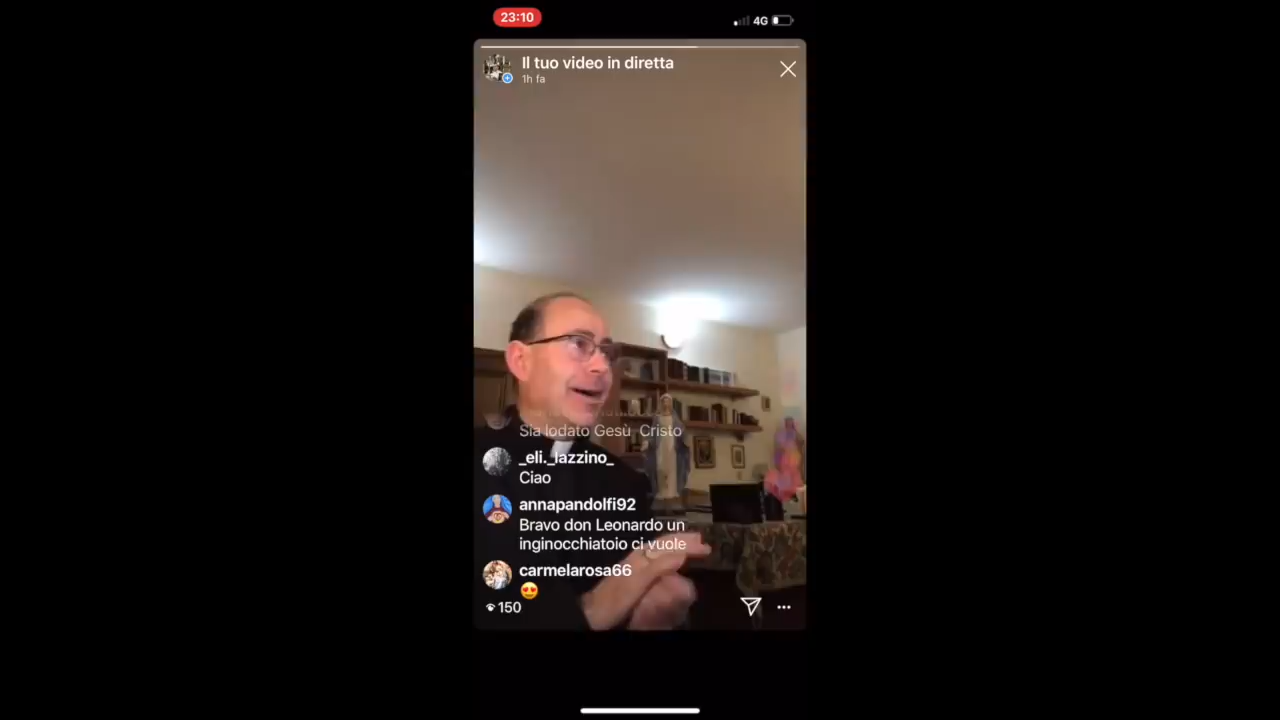 23:10
4G
Il tuo video in diretta
1h fa
Sia lodato Gesù Cristo
_eli._lazzino_
Ciao
annapandolfi92
Bravo don Leonardo un
inginocchiatoio ci vuole
carmelarosa66
😍
150